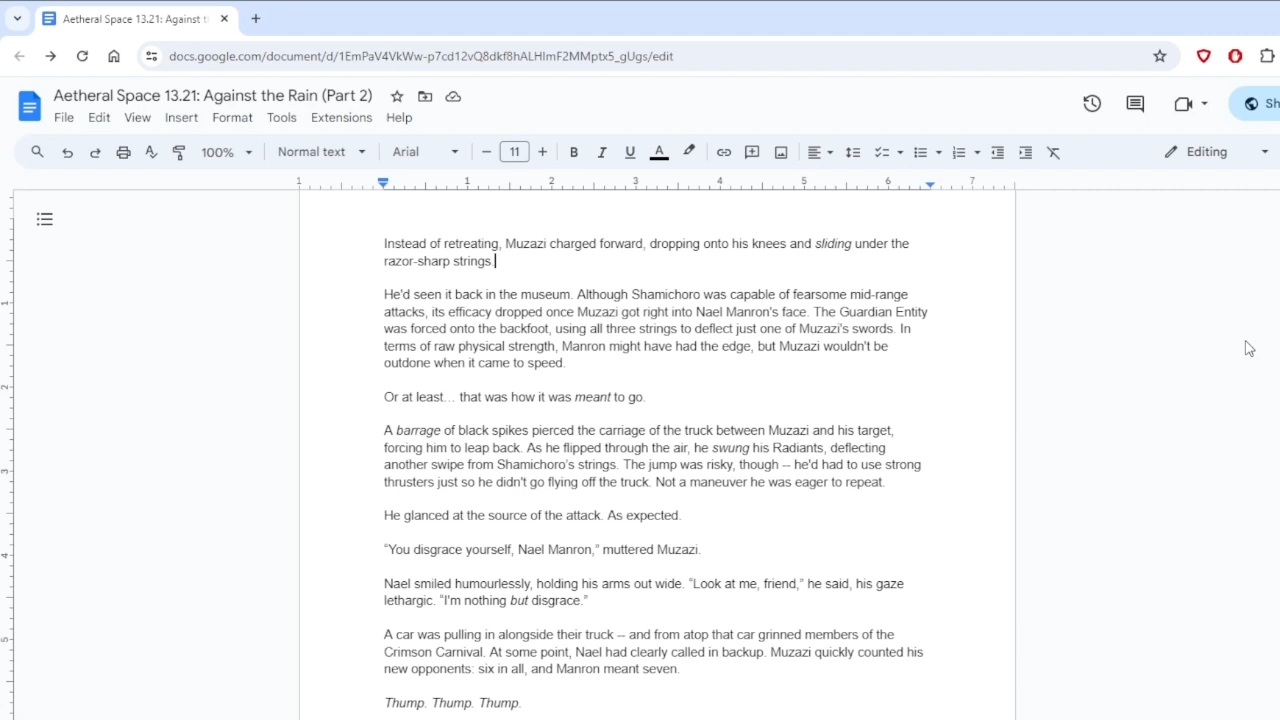 Aetheral Space 13.21: Against t
docs.google.com/document/d/1EmPaV4VkWw-p7cd12vQ8dkf8hALHImF2MMptx5_gUgs/edit
Aetheral Space 13.21: Against the Rain (Part 2)
File Edit View Insert Format Tools Extensions Help
Sh
100% Normal text Arial 11 B I U A Editing
1 1 2 3 4 5 6 7
Instead of retreating, Muzazi charged forward, dropping onto his knees and sliding under the
razor-sharp strings.
He'd seen it back in the museum. Although Shamichoro was capable of fearsome mid-range
attacks, its efficacy dropped once Muzazi got right into Nael Manron's face. The Guardian Entity
was forced onto the backfoot, using all three strings to deflect just one of Muzazi's swords. In
terms of raw physical strength, Manron might have had the edge, but Muzazi wouldn't be
outdone when it came to speed.
Or at least... that was how it was meant to go.
A barrage of black spikes pierced the carriage of the truck between Muzazi and his target,
forcing him to leap back. As he flipped through the air, he swung his Radiants, deflecting
another swipe from Shamichoro's strings. The jump was risky, though -- he'd had to use strong
thrusters just so he didn't go flying off the truck. Not a maneuver he was eager to repeat.
He glanced at the source of the attack. As expected.
“You disgrace yourself, Nael Manron,” muttered Muzazi.
Nael smiled humourlessly, holding his arms out wide. “Look at me, friend,” he said, his gaze
lethargic. “I'm nothing but disgrace.”
A car was pulling in alongside their truck -- and from atop that car grinned members of the
Crimson Carnival. At some point, Nael had clearly called in backup. Muzazi quickly counted his
new opponents: six in all, and Manron meant seven.
Thump. Thump. Thump.
1
2
3
4
5